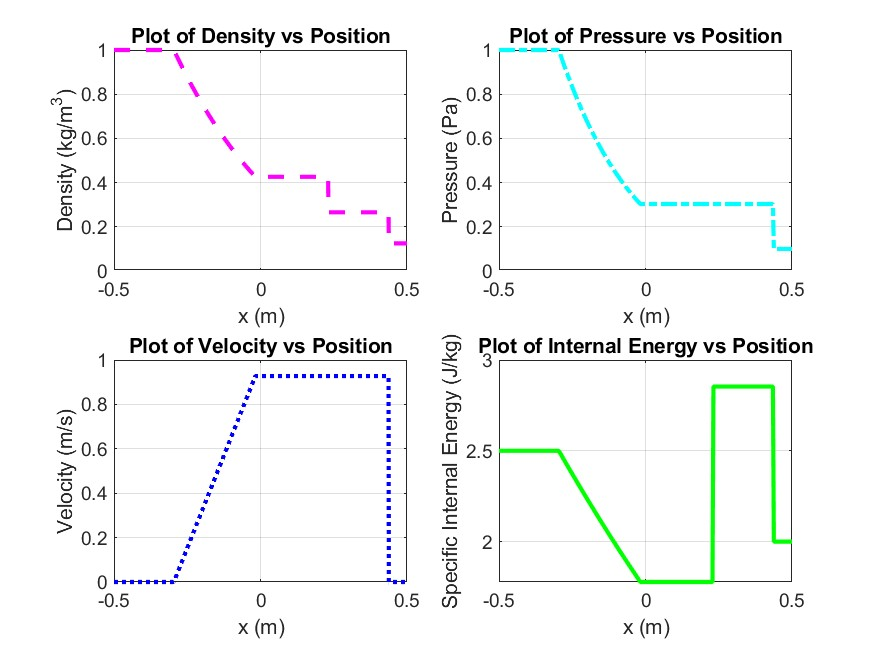 Plot of Density vs Position
Density (kg/m3)
1
0.8
0.6
0.4
0.2
0
-0.5
0
0.5
x (m)
Plot of Pressure vs Position
Pressure (Pa)
1
0.8
0.6
0.4
0.2
0
-0.5
0
0.5
x (m)
Plot of Velocity vs Position
Velocity (m/s)
1
0.8
0.6
0.4
0.2
0
-0.5
0
0.5
x (m)
Plot of Internal Energy vs Position
Specific Internal Energy (J/kg)
3
2.5
2
-0.5
0
0.5
x (m)